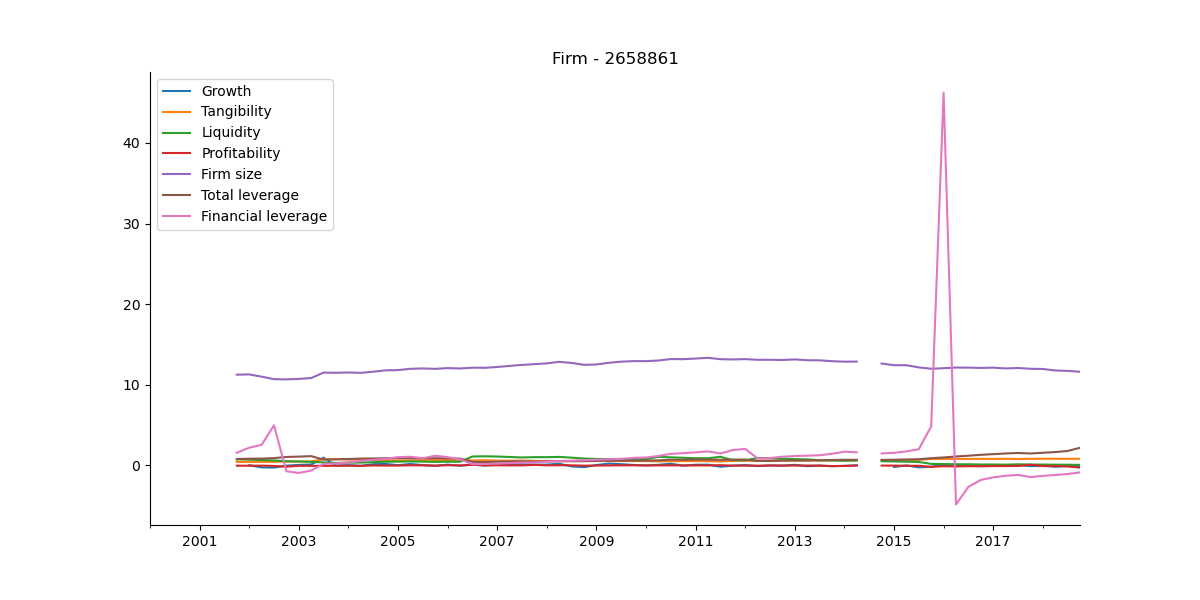 Firm - 2658861
Growth
Tangibility
Liquidity
Profitability
Firm size
Total leverage
Financial leverage
40
30
20
10
0
2001 2003 2005 2007 2009 2011 2013 2015 2017